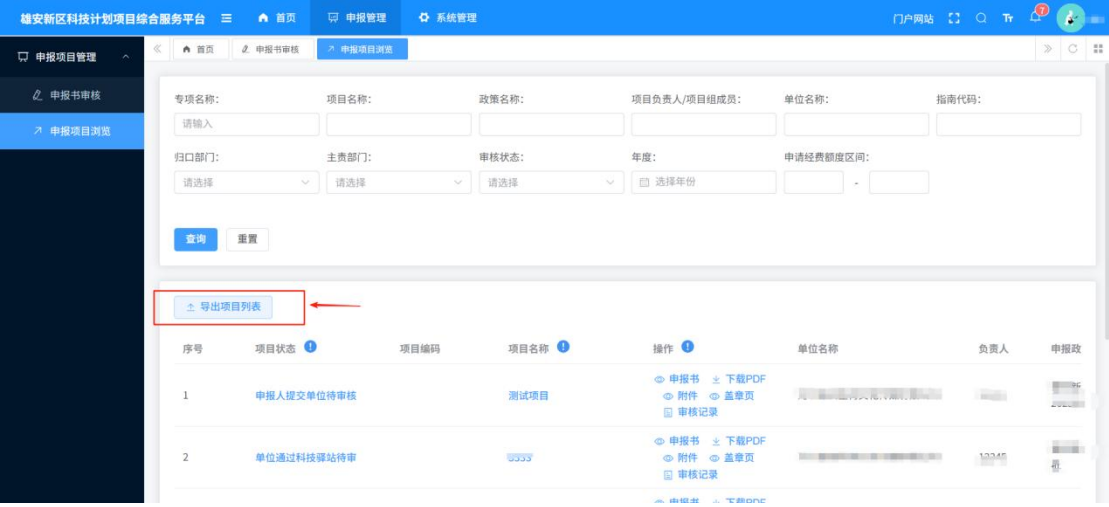 雄安新区科技计划项目综合服务平台 首页 申报管理 系统管理 门户网站 Tт 7
申报项目管理 首页 申报书审核 申报项目浏览
申报书审核
申报项目浏览
专项名称: 项目名称: 政策名称: 项目负责人/项目组成员: 单位名称: 指南代码:
请输入
归口部门: 主责部门: 审核状态: 年度: 申请经费额度区间:
请选择 请选择 请选择 选择年份 -
查询 重置
导出项目列表
序号 项目状态 项目编码 项目名称 操作 单位名称 负责人 申报政
1 申报人提交单位待审核 测试项目 申报书 下载PDF
附件 盖章页
审核记录
2 单位通过科技驿站待审 申报书 下载PDF
附件 盖章页
审核记录
申报书 下载PDF